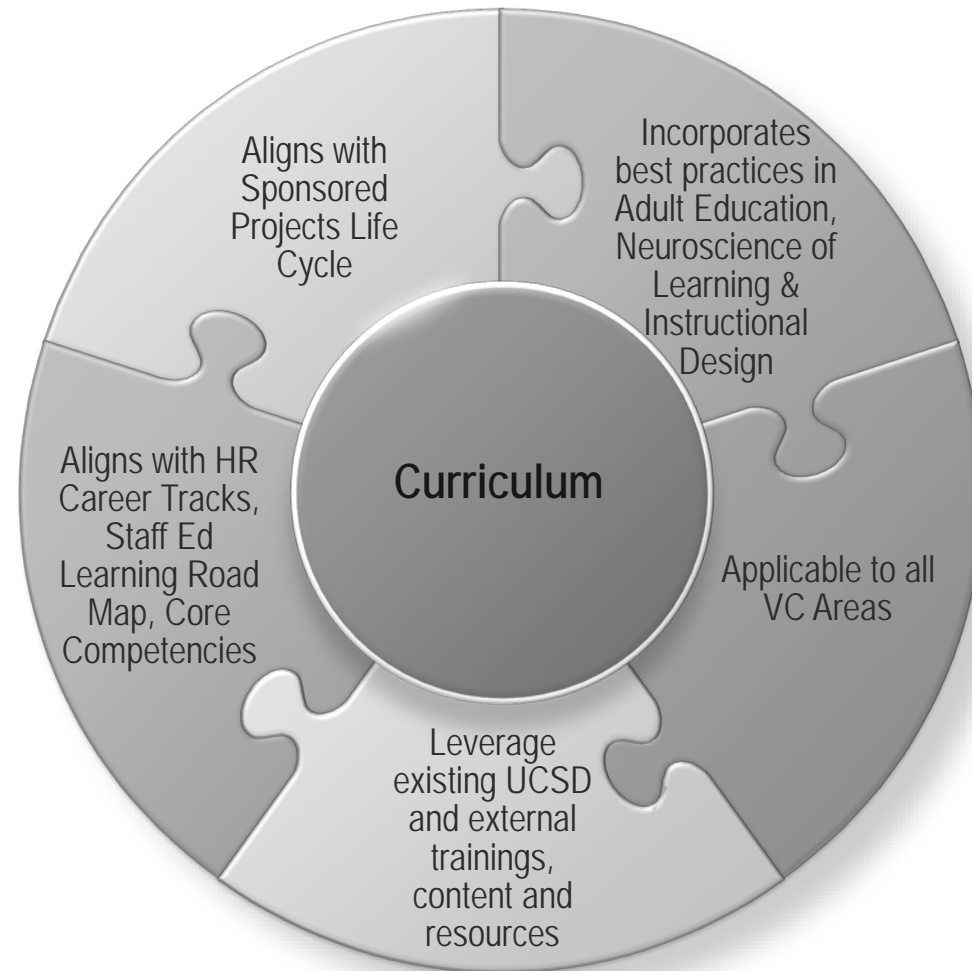 Aligns with
Sponsored
Projects Life
Cycle
Incorporates
best practices in
Adult Education,
Neuroscience of
Learning &
Instructional
Design
Curriculum
Aligns with HR
Career Tracks,
Staff Ed
Learning Road
Map, Core
Competencies
Applicable to all
VC Areas
Leverage
existing UCSD
and external
trainings,
content and
resources